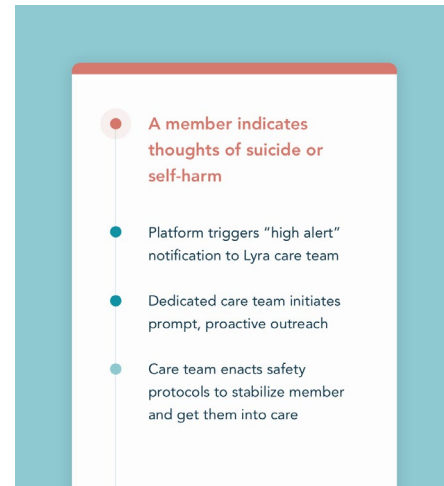 A member indicates
thoughts of suicide or
self-harm
Platform triggers “high alert”
notification to Lyra care team
Dedicated care team initiates
prompt, proactive outreach
Care team enacts safety
protocols to stabilize member
and get them into care